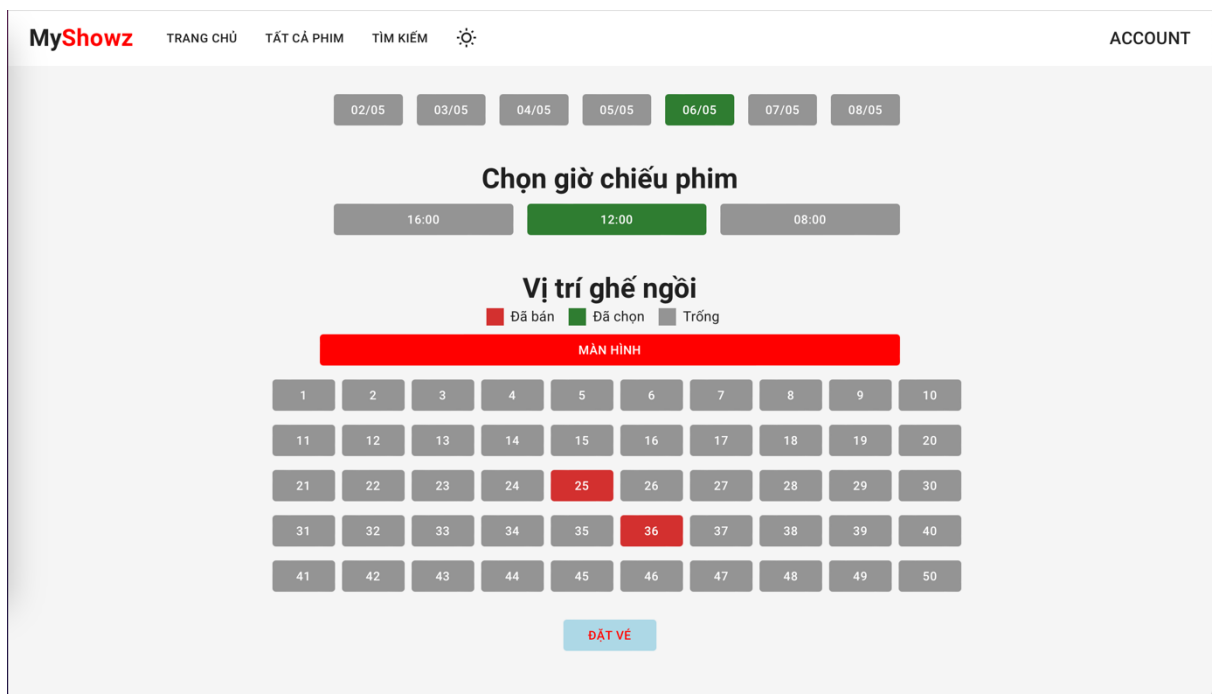 MyShowz TRANG CHỦ TẤT CẢ PHIM TÌM KIẾM ACCOUNT
02/05 03/05 04/05 05/05 06/05 07/05 08/05
Chọn giờ chiếu phim
16:00 12:00 08:00
Vị trí ghế ngồi
Đã bán Đã chọn Trống
MÀN HÌNH
1 2 3 4 5 6 7 8 9 10
11 12 13 14 15 16 17 18 19 20
21 22 23 24 25 26 27 28 29 30
31 32 33 34 35 36 37 38 39 40
41 42 43 44 45 46 47 48 49 50
ĐẶT VÉ